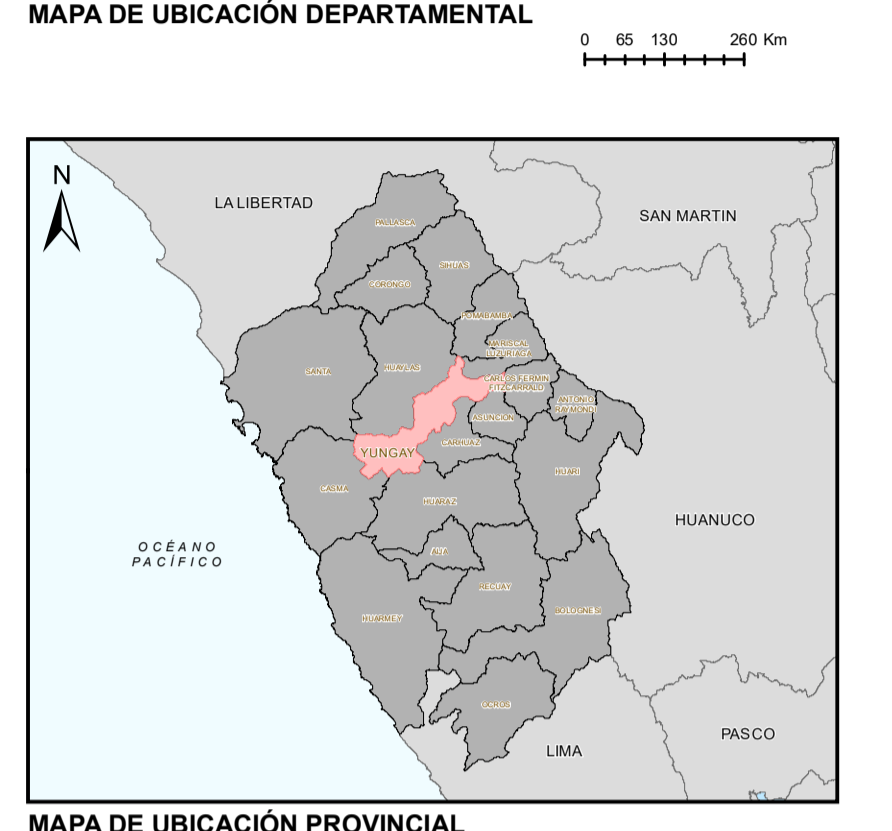 MAPA DE UBICACIÓN DEPARTAMENTAL
0 65 130 260 Km
N
LA LIBERTAD
SAN MARTIN
PALLASCA
SIHUAS
CORONGO
POMABAMBA
MARISCAL
LUZURIAGA
SANTA
HUAYLAS
CARLOS FERMIN
FITZCARRALD
ANTONIO
RAYMONDI
ASUNCION
YUNGAY
CARHUAZ
HUARI
CASMA
HUARAZ
HUANUCO
OCÉANO
PACÍFICO
AIJA
RECUAY
BOLOGNESI
HUARMEY
OCROS
PASCO
LIMA
MAPA DE UBICACIÓN PROVINCIAL